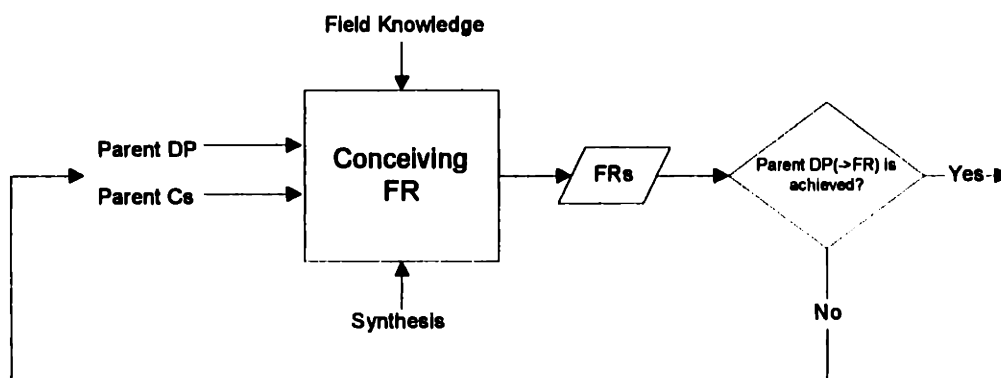 Field Knowledge
Parent DP
Parent Cs
Conceiving
FR
FRs
Parent DP(->FR) is
achieved?
Yes
No
Synthesis